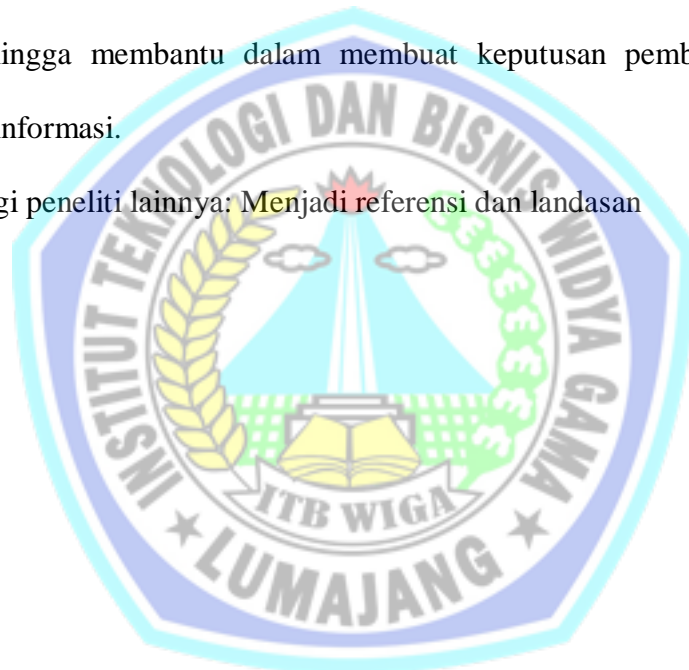 ingga membantu dalam membuat keputusan pemb
informasi.
gi peneliti lainnya: Menjadi referensi dan landasan
INSTITUT TEKNOLOGI DAN BISNIS WIDYA GAMA
ITB WIGA
LUMAJANG